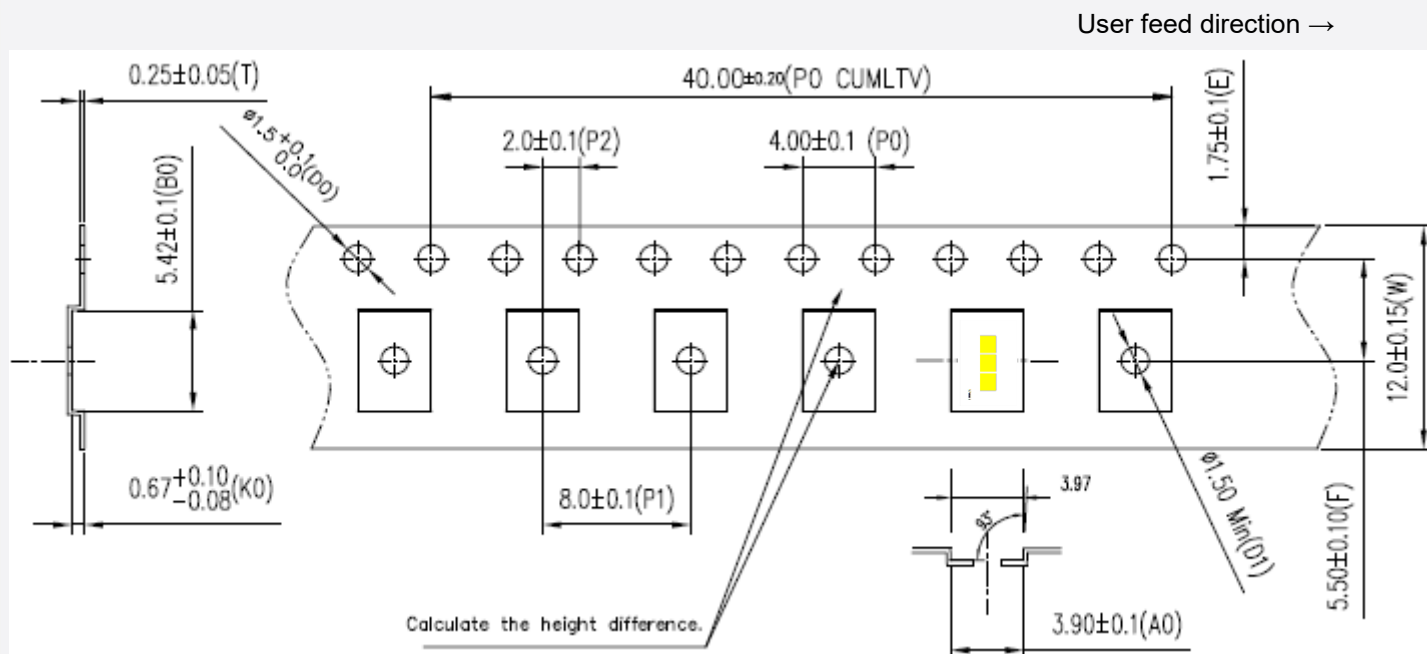 User feed direction →
0.25±0.05(T)
40.00±0.20(P0 CUMLTV)
1.75±0.1(E)
ø1.5+0.1 0.0(D0)
2.0±0.1(P2)
4.00±0.1 (P0)
5.42±0.1(B0)
12.0±0.15(W)
0.67+0.10 -0.08(K0)
8.0±0.1(P1)
3.97
93°
ø1.50 Min(D1)
5.50±0.10(F)
Calculate the height difference.
3.90±0.1(A0)